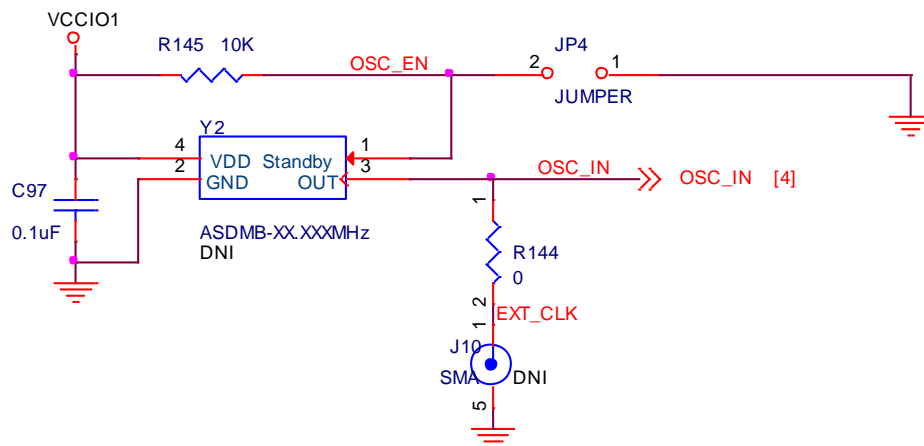 VCCIO1
R145 10K
OSC_EN
2
JP4
1
JUMPER
Y2
4
VDD
Standby
1
2
GND
OUT
3
C97
0.1uF
ASDMB-XX.XXXMHz
DNI
OSC_IN
OSC_IN [4]
1
R144
0
2
1
EXT_CLK
J10
SMA
DNI
5